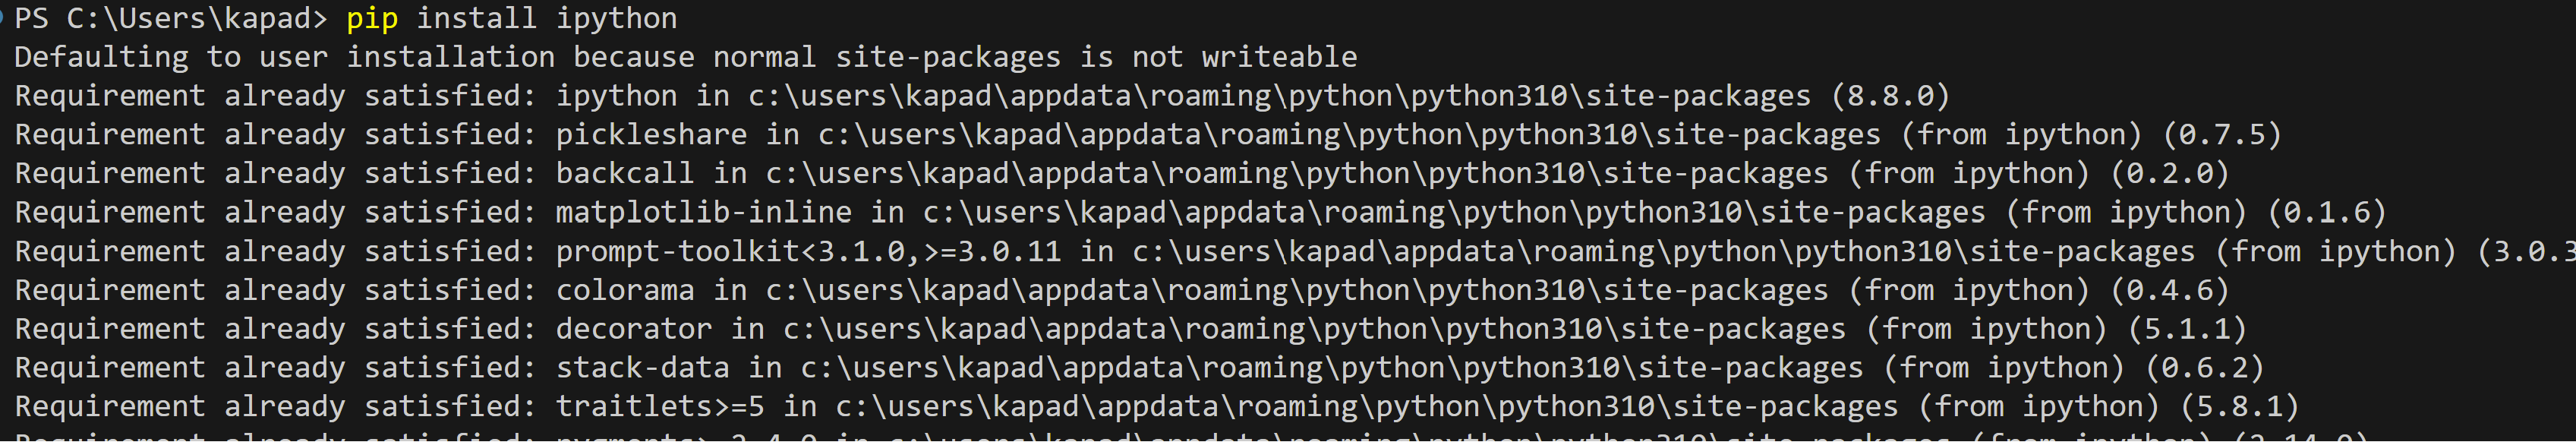 PS C:\Users\kapad> pip install ipython
Defaulting to user installation because normal site-packages is not writeable
Requirement already satisfied: ipython in c:\users\kapad\appdata\roaming\python\python310\site-packages (8.8.0)
Requirement already satisfied: pickleshare in c:\users\kapad\appdata\roaming\python\python310\site-packages (from ipython) (0.7.5)
Requirement already satisfied: backcall in c:\users\kapad\appdata\roaming\python\python310\site-packages (from ipython) (0.2.0)
Requirement already satisfied: matplotlib-inline in c:\users\kapad\appdata\roaming\python\python310\site-packages (from ipython) (0.1.6)
Requirement already satisfied: prompt-toolkit<3.1.0,>=3.0.11 in c:\users\kapad\appdata\roaming\python\python310\site-packages (from ipython) (3.0.3
Requirement already satisfied: colorama in c:\users\kapad\appdata\roaming\python\python310\site-packages (from ipython) (0.4.6)
Requirement already satisfied: decorator in c:\users\kapad\appdata\roaming\python\python310\site-packages (from ipython) (5.1.1)
Requirement already satisfied: stack-data in c:\users\kapad\appdata\roaming\python\python310\site-packages (from ipython) (0.6.2)
Requirement already satisfied: traitlets>=5 in c:\users\kapad\appdata\roaming\python\python310\site-packages (from ipython) (5.8.1)